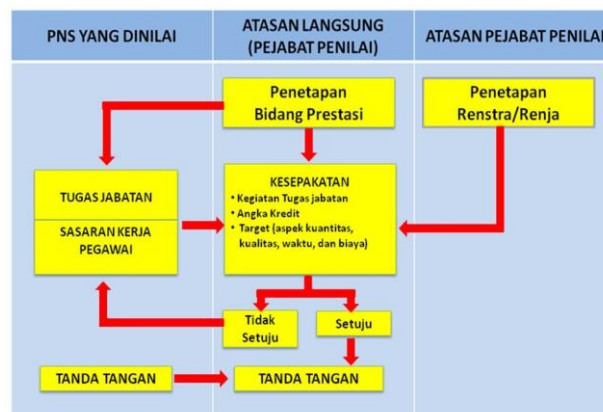 PNS YANG DINILAI
ATASAN LANGSUNG
(PEJABAT PENILAI)
ATASAN PEJABAT PENILAI
Penetapan
Bidang Prestasi
Penetapan
Renstra/Renja
TUGAS JABATAN
SASARAN KERJA
PEGAWAI
KESEPAKATAN
• Kegiatan Tugas jabatan
• Angka Kredit
• Target (aspek kuantitas,
kualitas, waktu, dan biaya)
Tidak
Setuju
Setuju
TANDA TANGAN
TANDA TANGAN